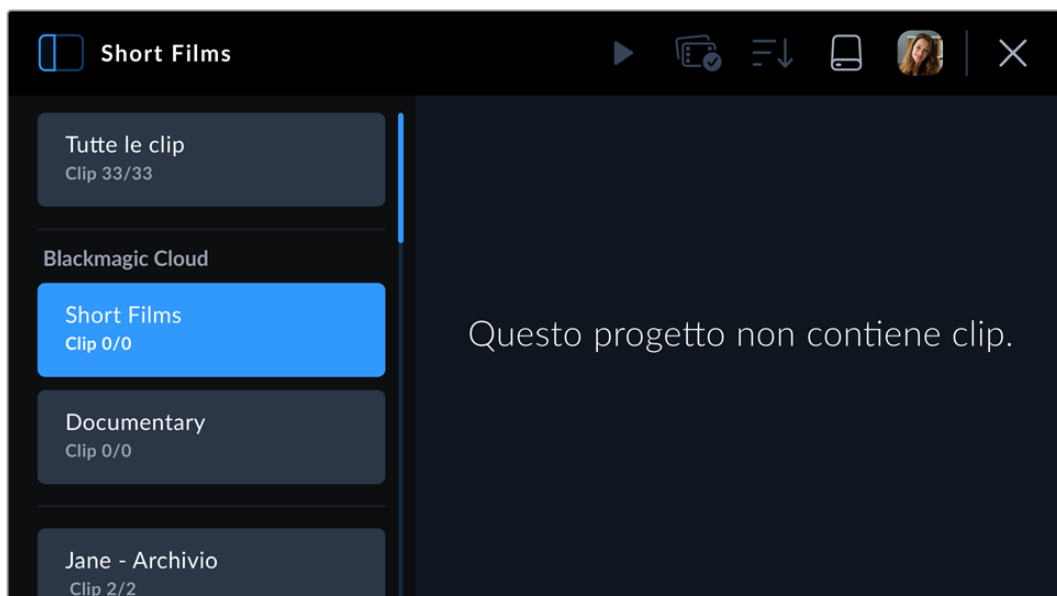 Short Films
Tutte le clip
Clip 33/33
Blackmagic Cloud
Short Films
Clip 0/0
Documentary
Clip 0/0
Jane - Archivio
Clip 2/2
Questo progetto non contiene clip.